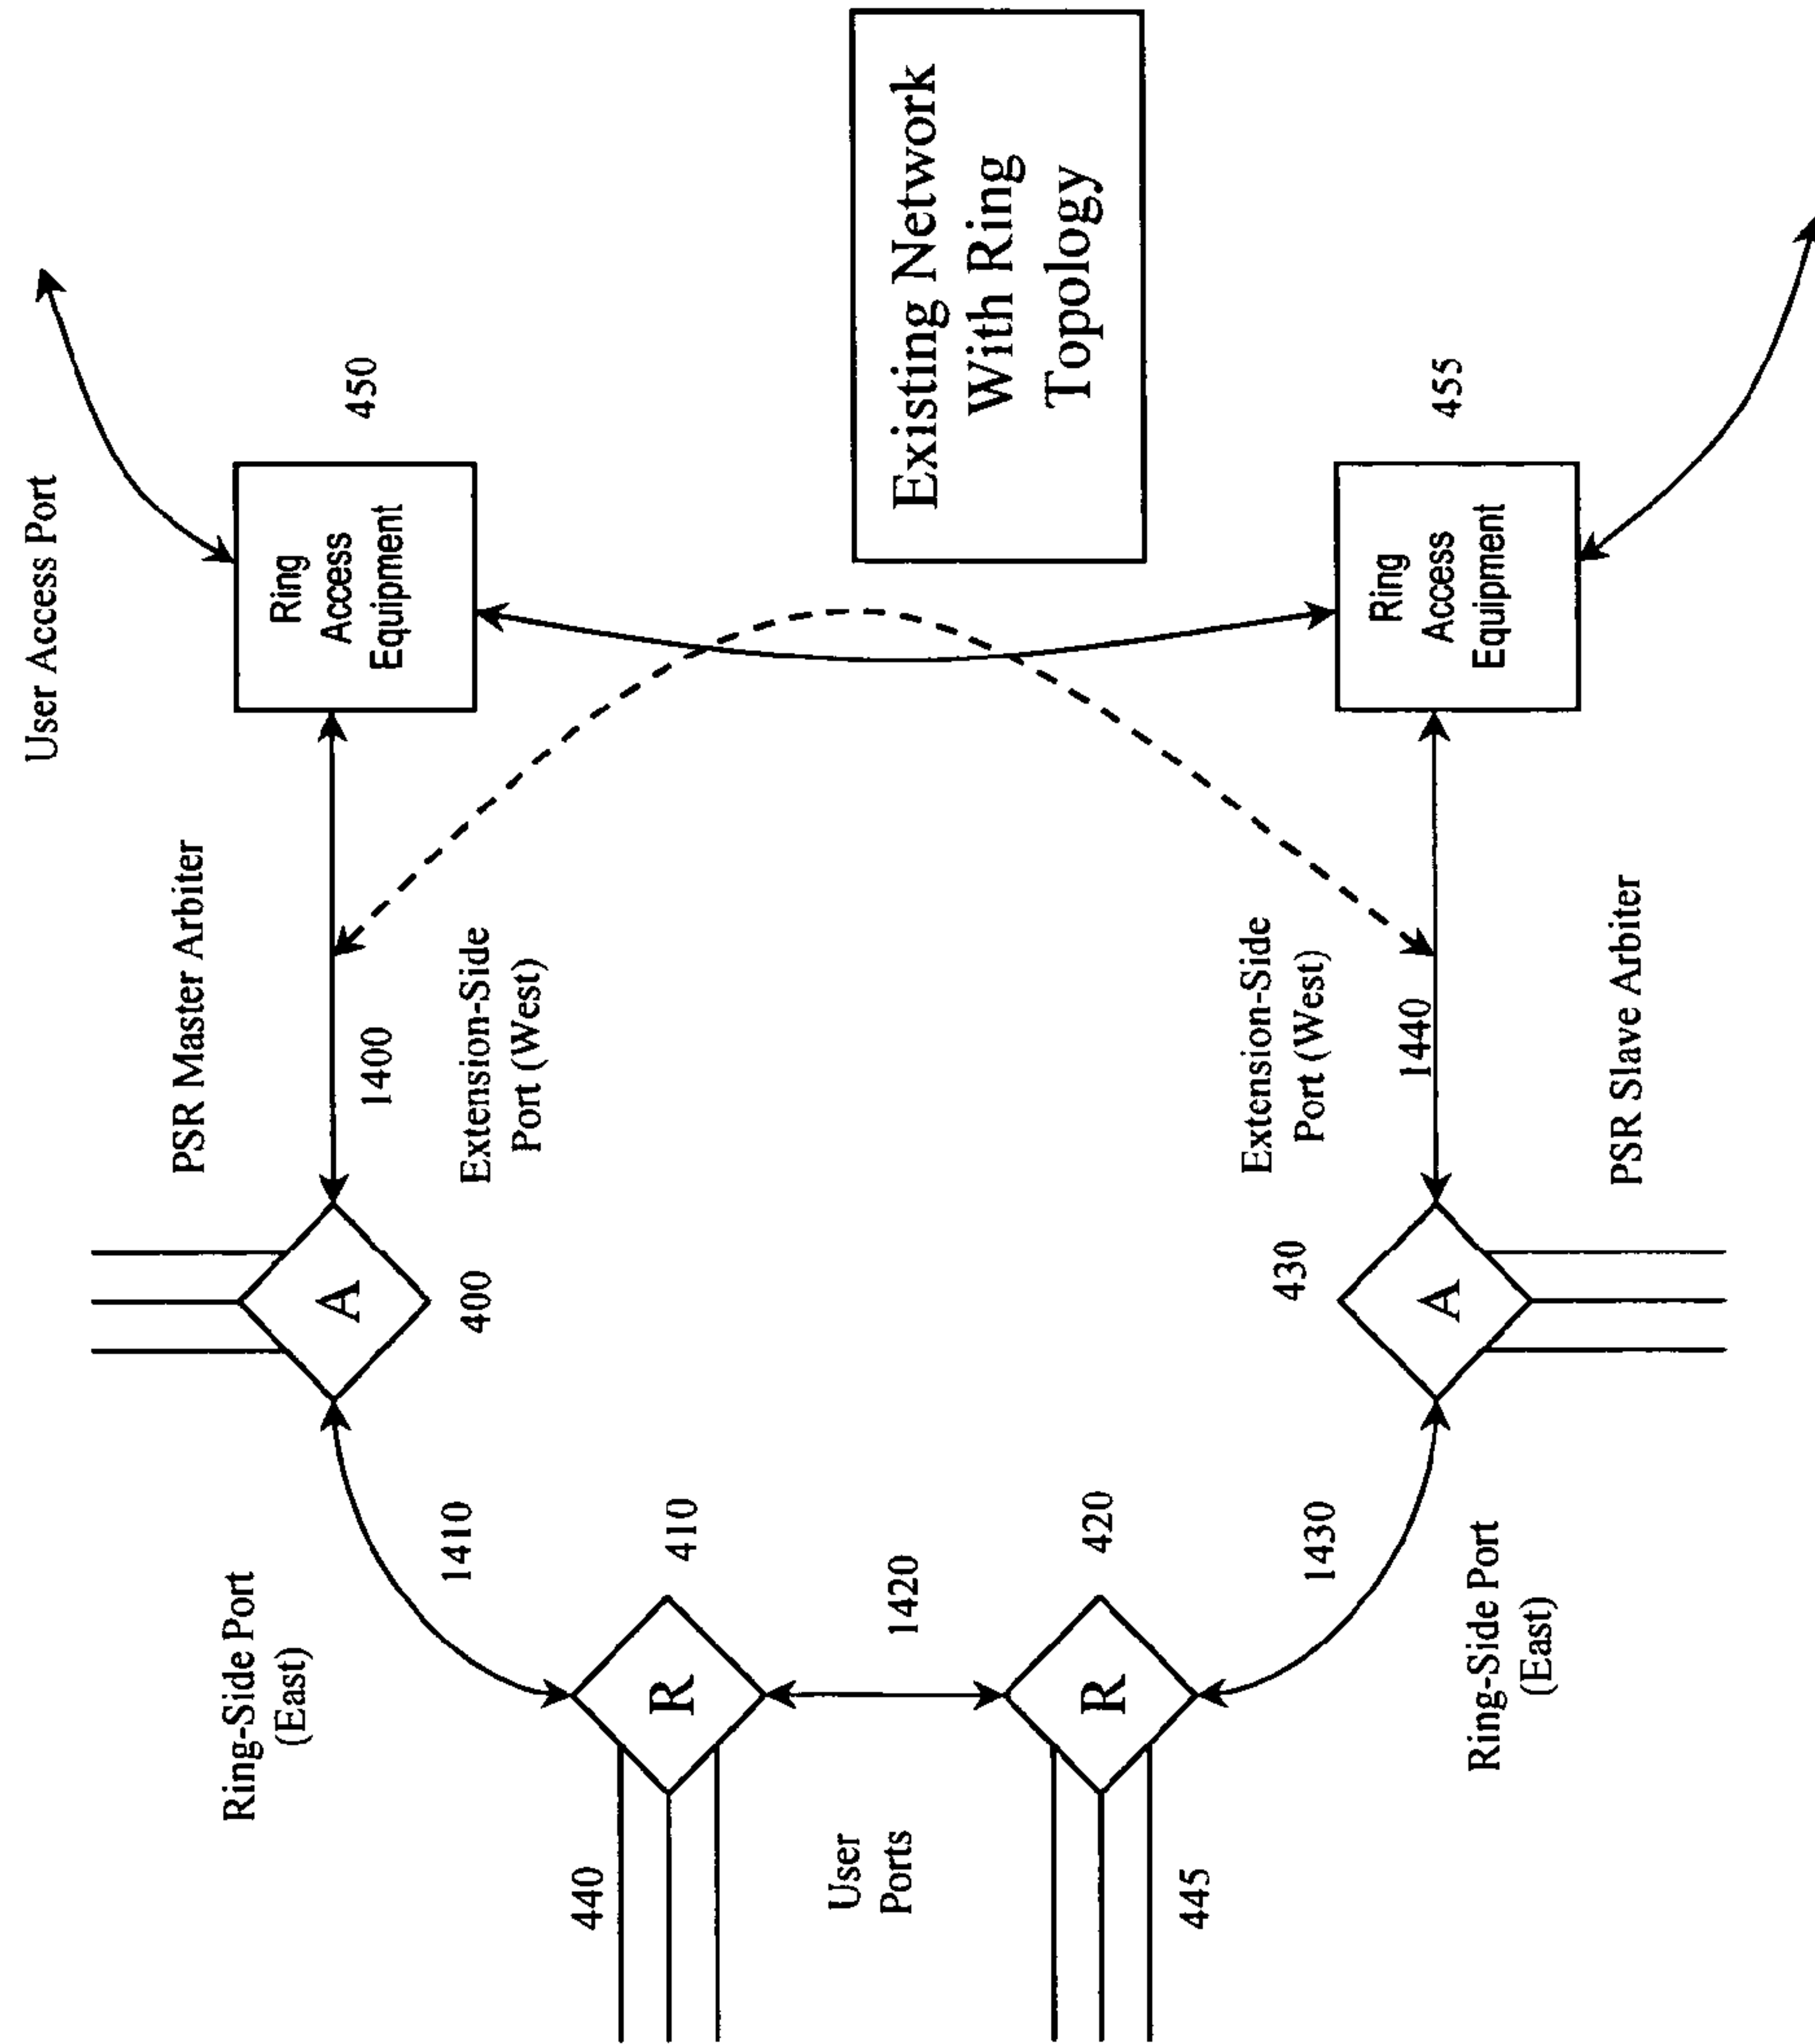 User Access Port
450
Ring
Access
Equipment
PSR Master Arbiter
1400
Extension-Side
Port (West)
A
400
Ring-Side Port
(East)
1410
R
410
440
User
Ports
1420
Existing Network
With Ring
Topology
R
420
445
1430
Ring-Side Port
(East)
A
430
Extension-Side
Port (West)
1440
PSR Slave Arbiter
Ring
Access
Equipment
455